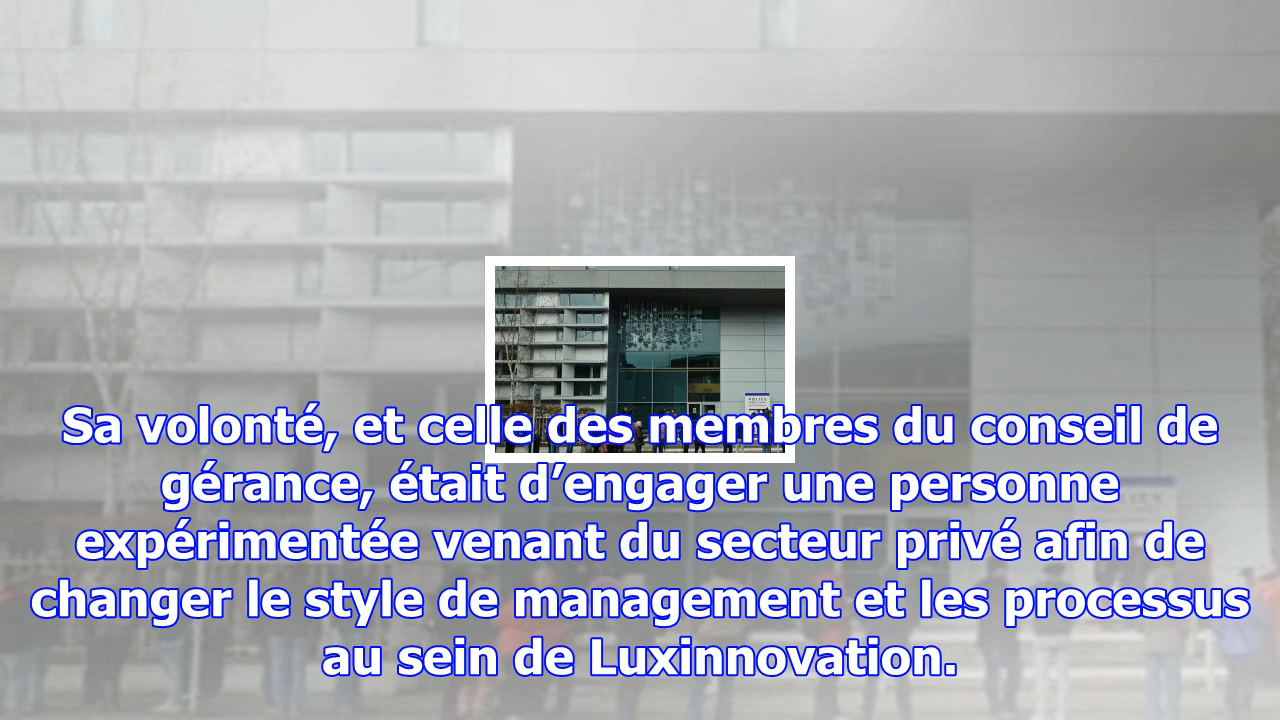 POLICE
Sa volonté, et celle des membres du conseil de
gérance, était d’engager une personne
expérimentée venant du secteur privé afin de
changer le style de management et les processus
au sein de Luxinnovation.